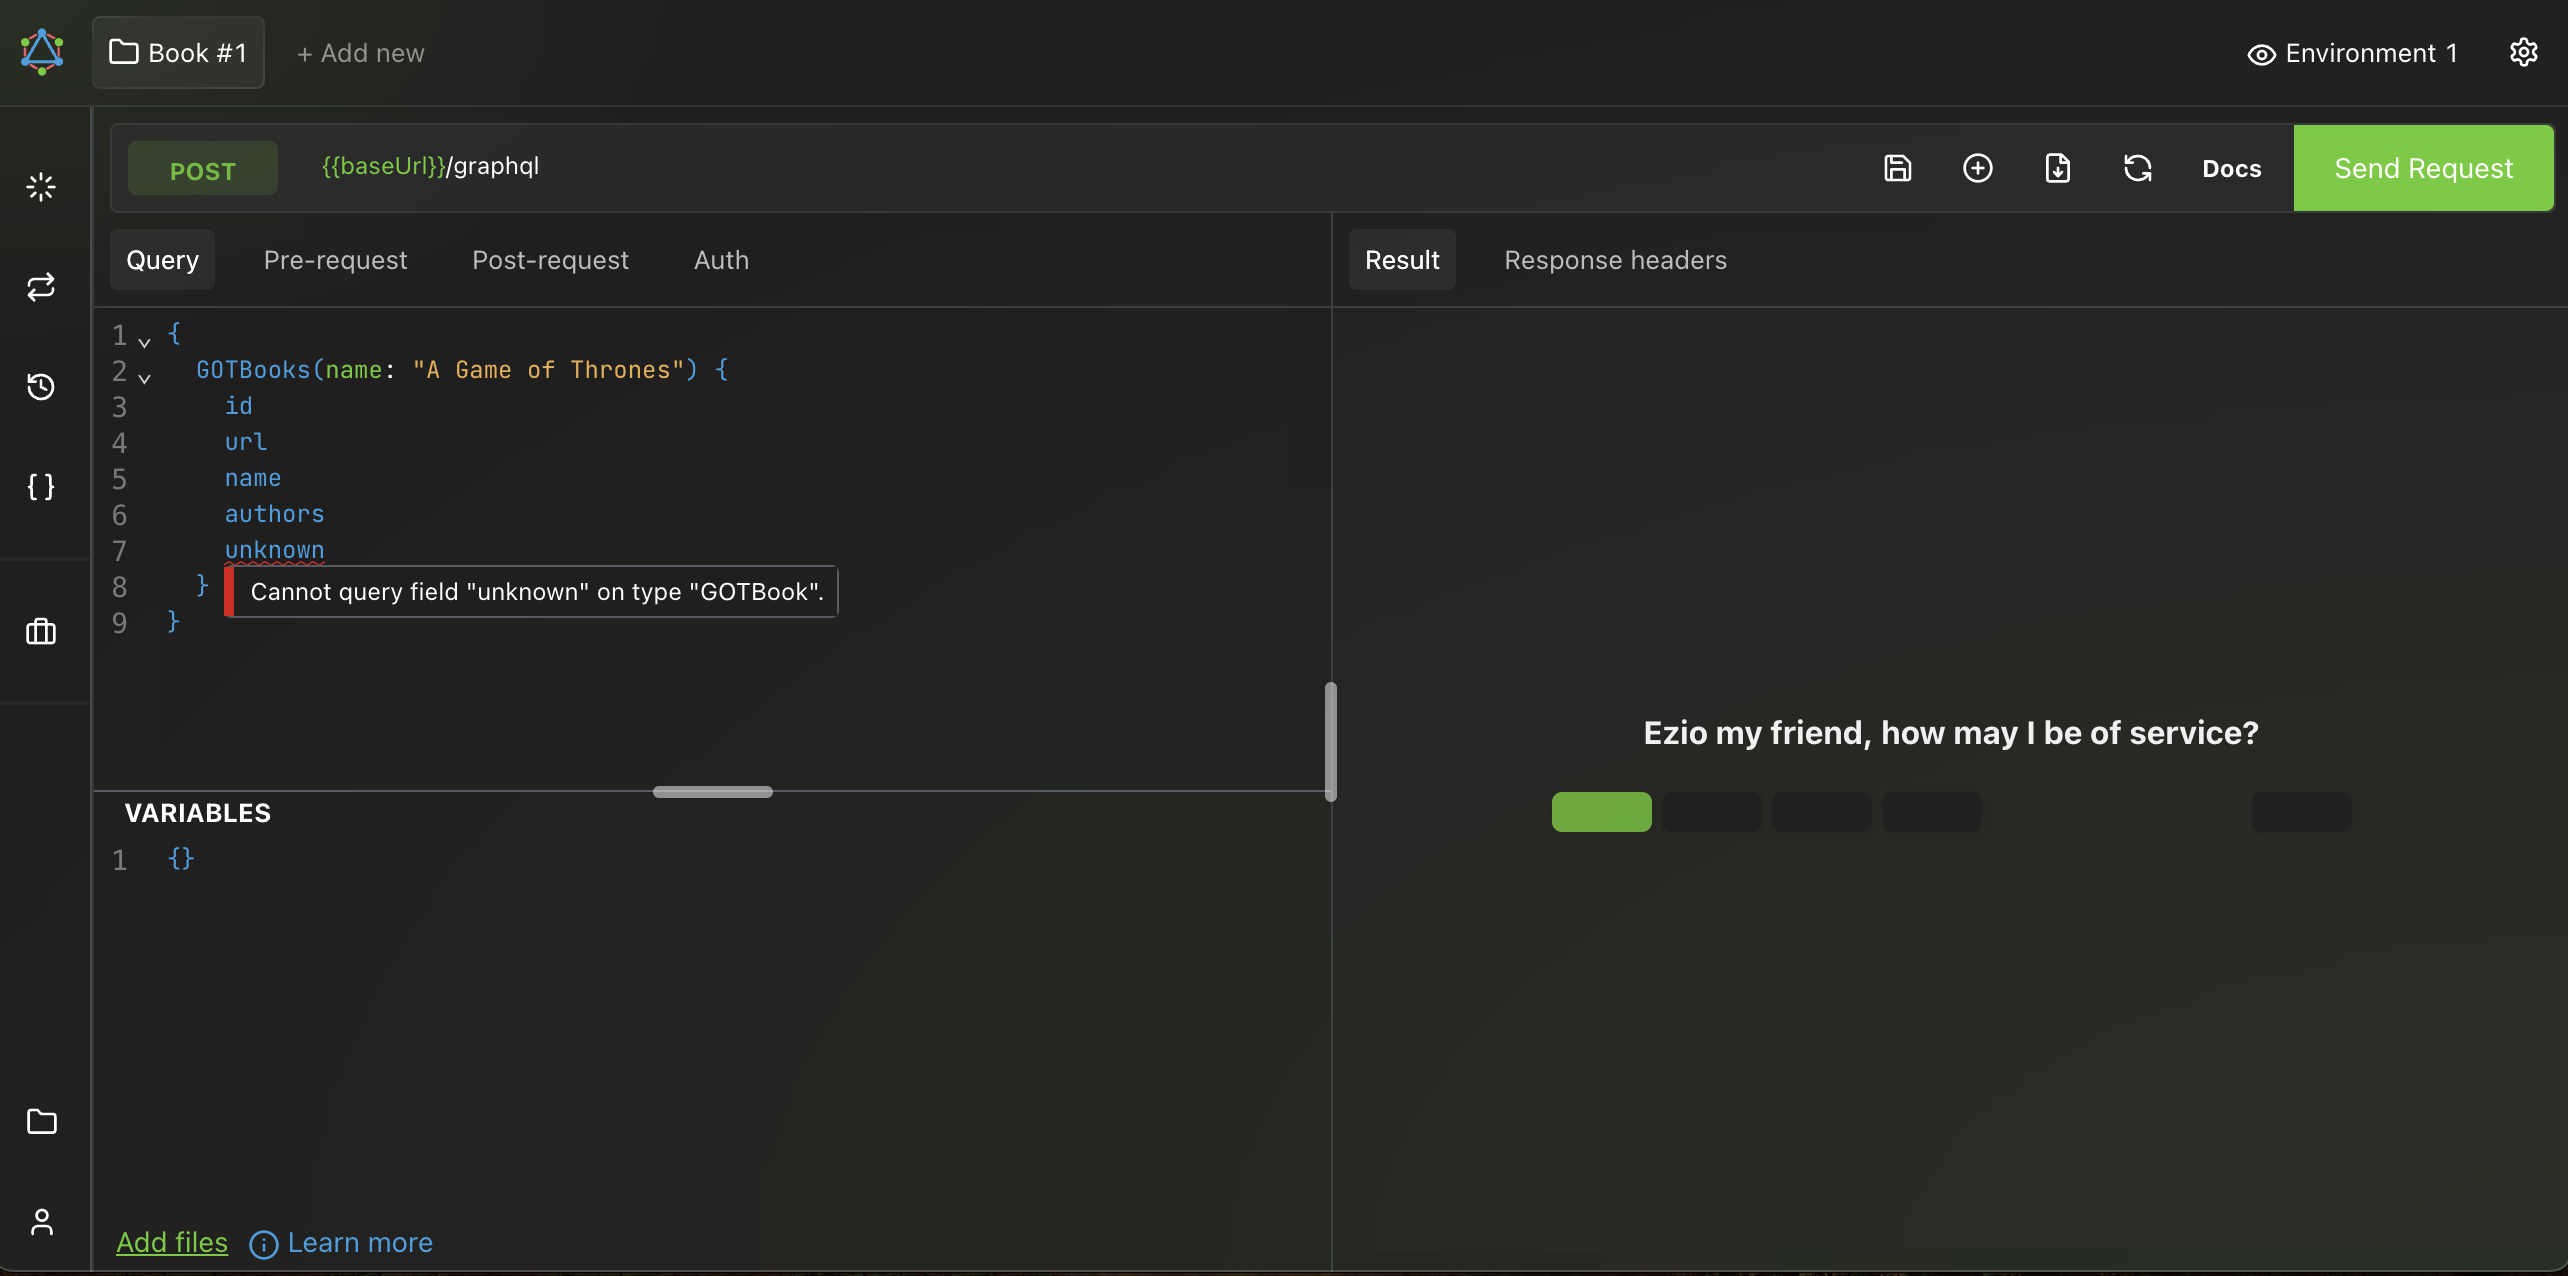 Book #1
+ Add new
Environment 1
POST
{{baseUrl}}/graphql
Docs
Send Request
Query
Pre-request
Post-request
Auth
Result
Response headers
1 {
2 GOTBooks(name: "A Game of Thrones") {
3 id
4 url
5 name
6 authors
7 unknown
8 }
Cannot query field "unknown" on type "GOTBook".
9 }
Ezio my friend, how may I be of service?
VARIABLES
1 {}
Add files
Learn more